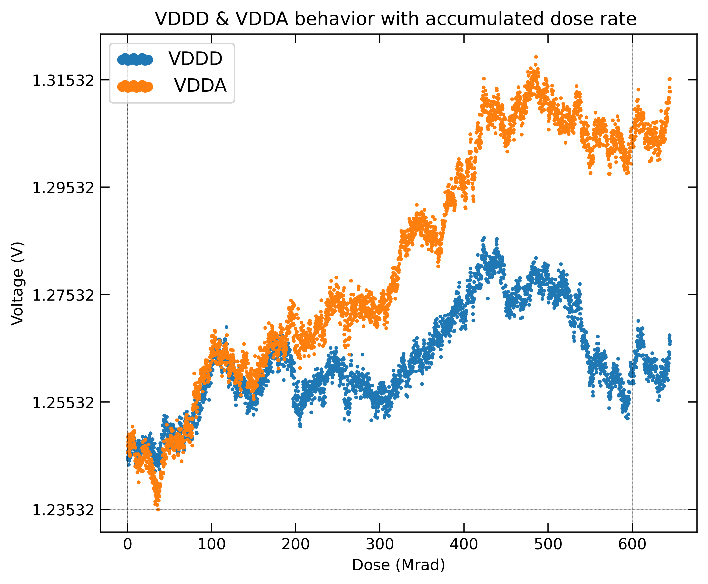 VDDD & VDDA behavior with accumulated dose rate
VDDD
VDDA
1.31532
1.29532
1.27532
1.25532
1.23532
Voltage (V)
0 100 200 300 400 500 600
Dose (Mrad)